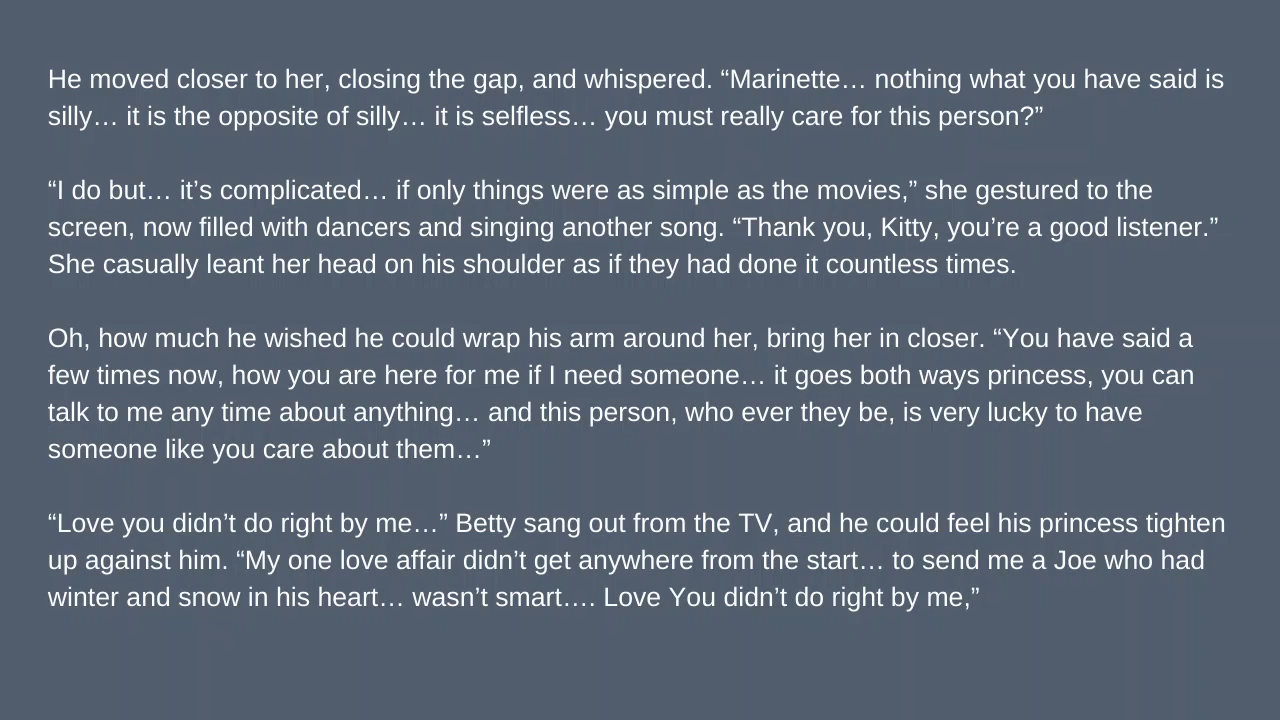 He moved closer to her, closing the gap, and whispered. “Marinette… nothing what you have said is
silly… it is the opposite of silly… it is selfless… you must really care for this person?”
“I do but… it’s complicated… if only things were as simple as the movies,” she gestured to the
screen, now filled with dancers and singing another song. “Thank you, Kitty, you’re a good listener.”
She casually leant her head on his shoulder as if they had done it countless times.
Oh, how much he wished he could wrap his arm around her, bring her in closer. “You have said a
few times now, how you are here for me if I need someone… it goes both ways princess, you can
talk to me any time about anything… and this person, who ever they be, is very lucky to have
someone like you care about them…”
“Love you didn’t do right by me…” Betty sang out from the TV, and he could feel his princess tighten
up against him. “My one love affair didn’t get anywhere from the start… to send me a Joe who had
winter and snow in his heart… wasn’t smart…. Love You didn’t do right by me,”